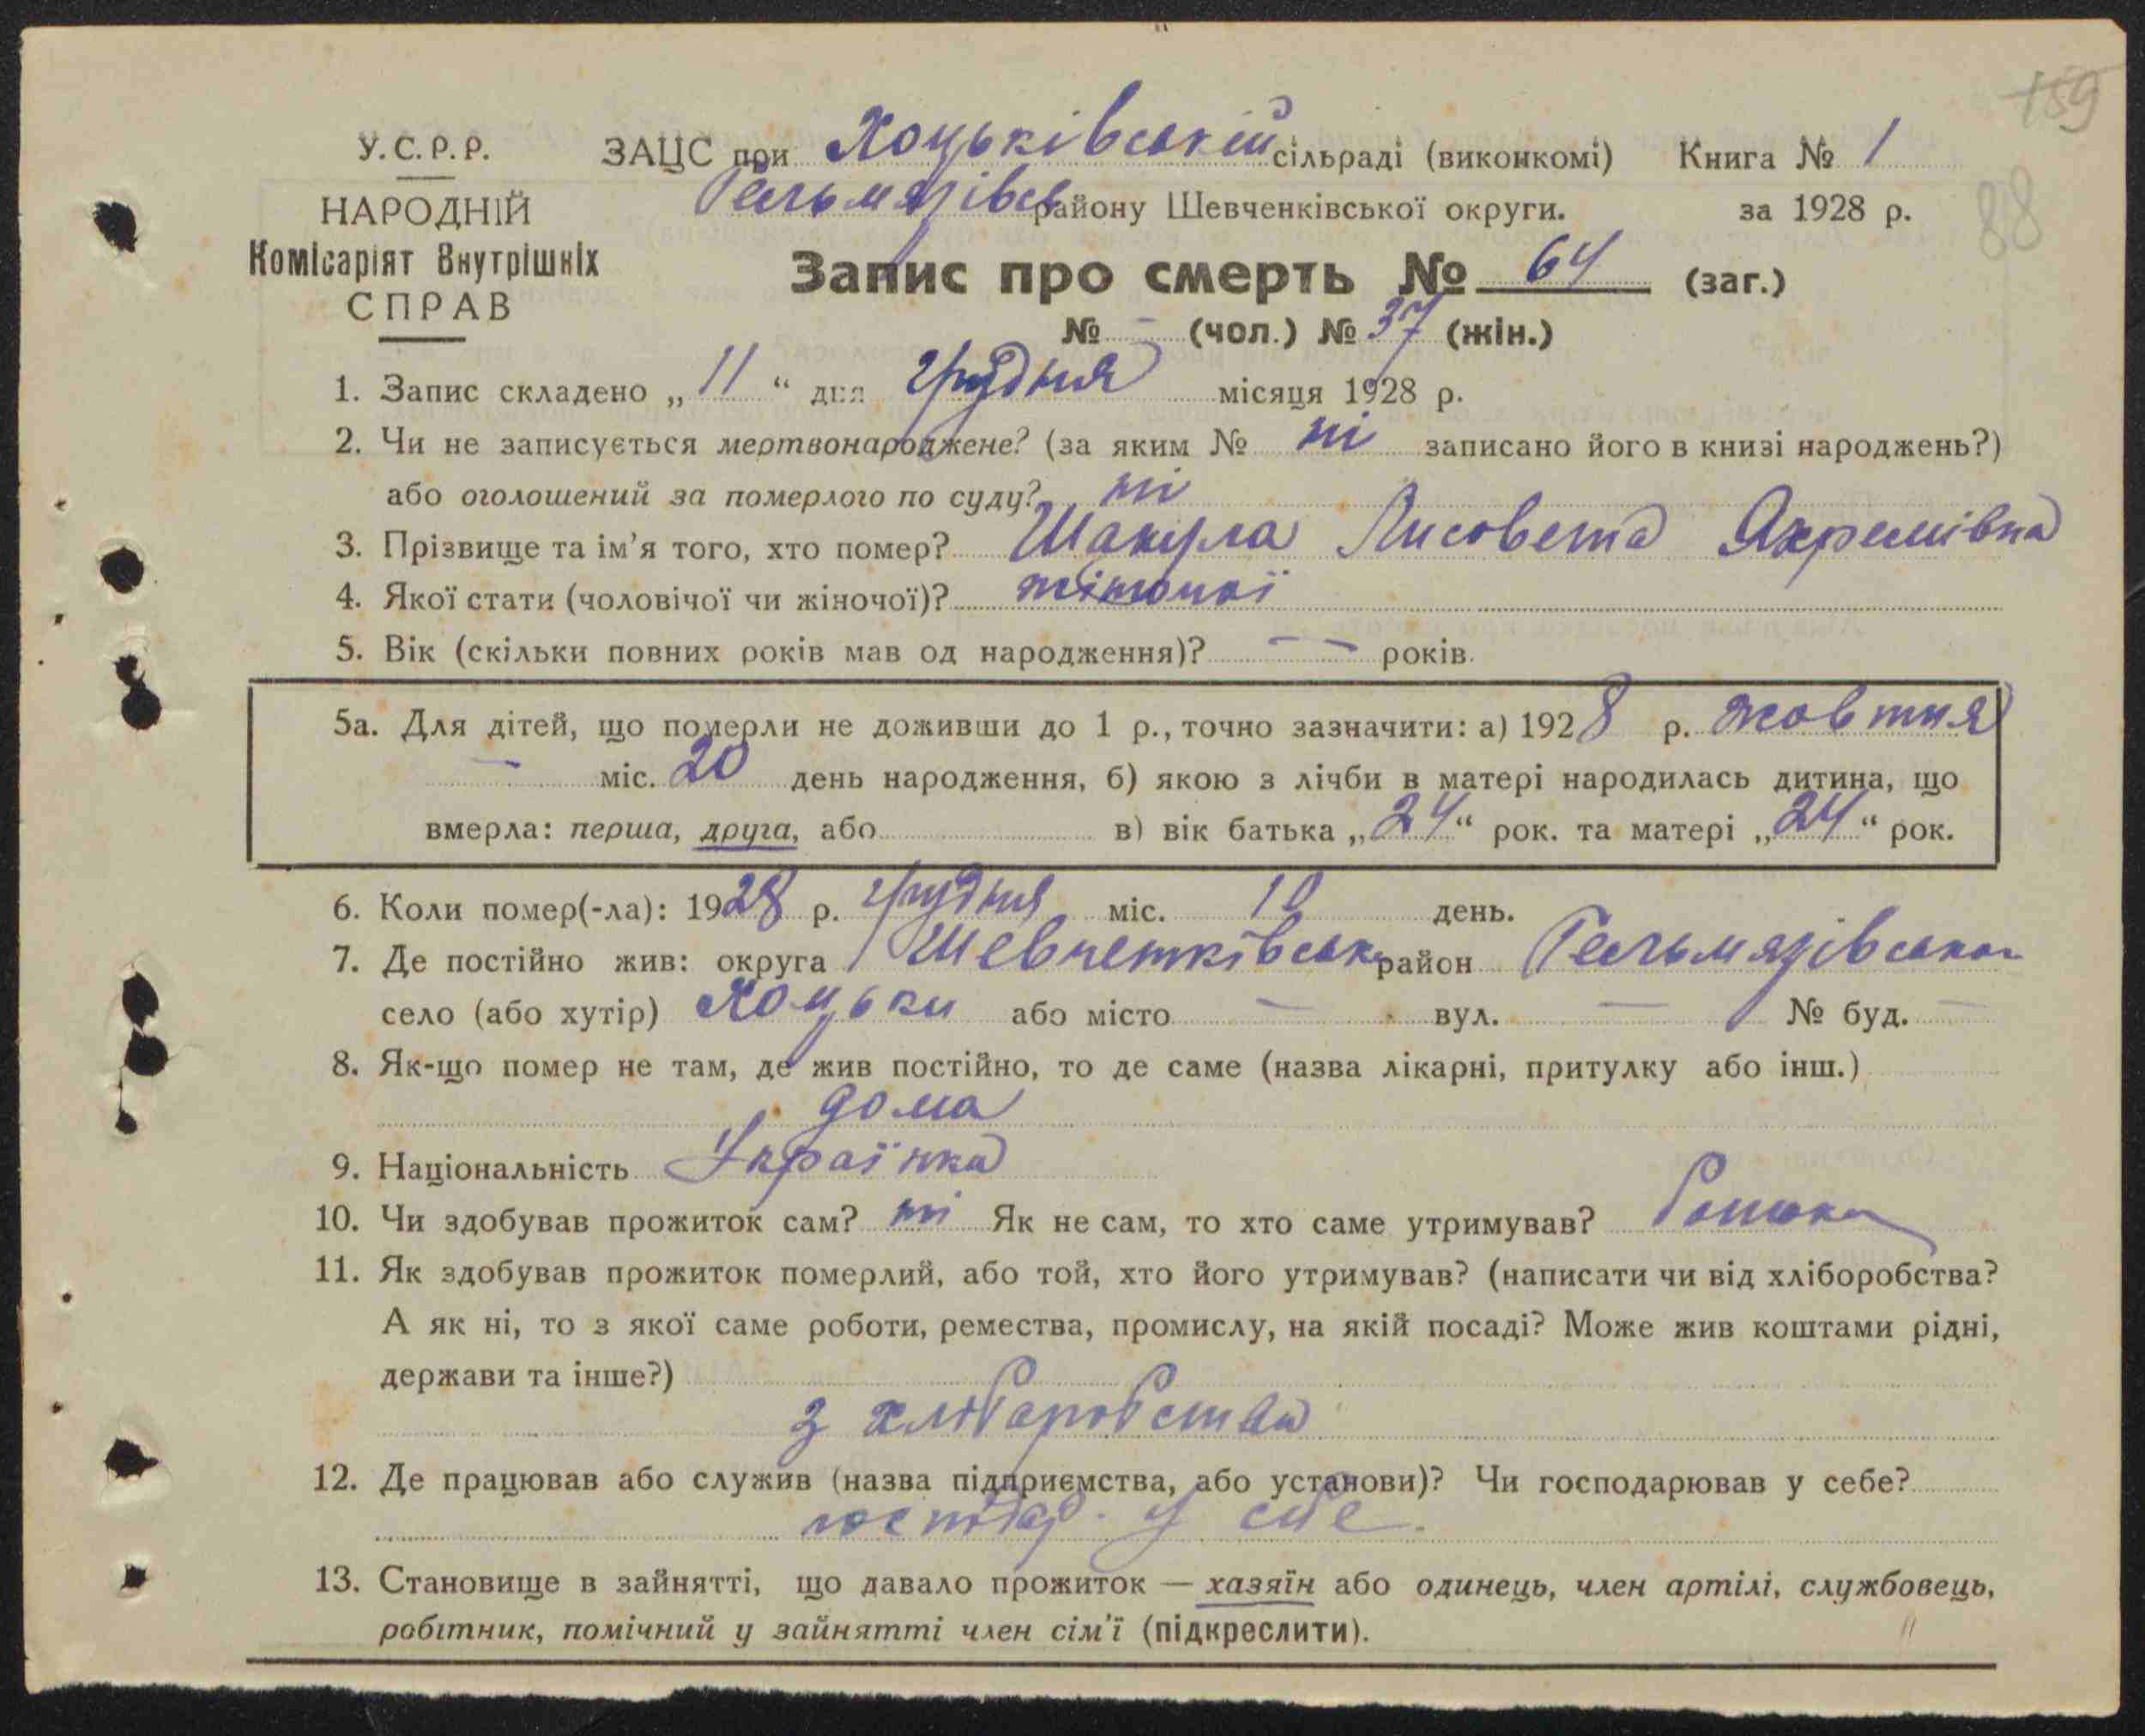 159
У.С.Р.Р. ЗАЦС при Хоцьківській сільраді (виконкомі) Книга № 1
Гельмязівськ району Шевченківської округи. за 1928 р.
88
НАРОДНІЙ
Комісаріят Внутрішніх
СПРАВ
Запис про смерть № 64 (заг.)
№ - (чол.) № 37 (жін.)
1. Запис складено „ 11 “ дня грудня місяця 1928 р.
2. Чи не записується мертвонароджене? (за яким № ні записано його в книзі народжень?)
або оголошений за померлого по суду? ні
3. Прізвище та ім’я того, хто помер? Шакула Лисовета Яхремівна
4. Якої стати (чоловічої чи жіночої)? жіночої
5. Вік (скільки повних років мав од народження)? — — років.
5а. Для дітей, що померли не доживши до 1 р., точно зазначити: а) 1928 р. жовтня
— міс. 20 день народження, б) якою з лічби в матері народилась дитина, що
вмерла: перша, друга, або в) вік батька „24“ рок. та матері „24“ рок.
6. Коли помер(-ла): 1928 р. грудня міс. 10 день.
7. Де постійно жив: округа Шевченківськ район Гельмязівськ
село (або хутір) Хоцьки або місто — вул. — № буд. —
8. Як-що помер не там, де жив постійно, то де саме (назва лікарні, притулку або інш.)
дома
9. Національність Українка
10. Чи здобував прожиток сам? ні Як не сам, то хто саме утримував?
11. Як здобував прожиток померлий, або той, хто його утримував? (написати чи від хліборобства?
А як ні, то з якої саме роботи, ремества, промислу, на якій посаді? Може жив коштами рідні,
держави та інше?)
з хліборобства
12. Де працював або служив (назва підприємства, або установи)? Чи господарював у себе?
господар. у себе.
13. Становище в зайнятті, що давало прожиток — хазяїн або одинець, член артілі, службовець,
робітник, помічний у зайнятті член сім’ї (підкреслити).